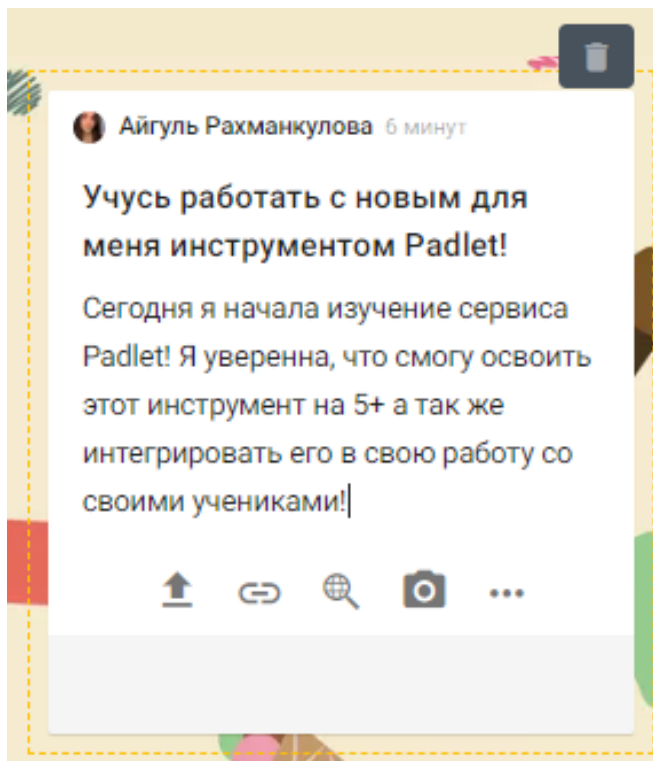 Айгуль Рахманкулова 6 минут
Учусь работать с новым для
меня инструментом Padlet!
Сегодня я начала изучение сервиса
Padlet! Я уверенна, что смогу освоить
этот инструмент на 5+ а так же
интегрировать его в свою работу со
своими учениками!